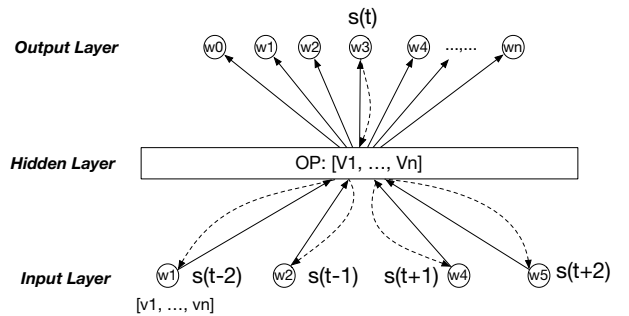 s(t)
Output Layer w0 w1 w2 w3 w4 ...,... wn
Hidden Layer OP: [V1, ..., Vn]
Input Layer w1 s(t-2) w2 s(t-1) s(t+1) w4 w5 s(t+2)
[v1, ..., vn]